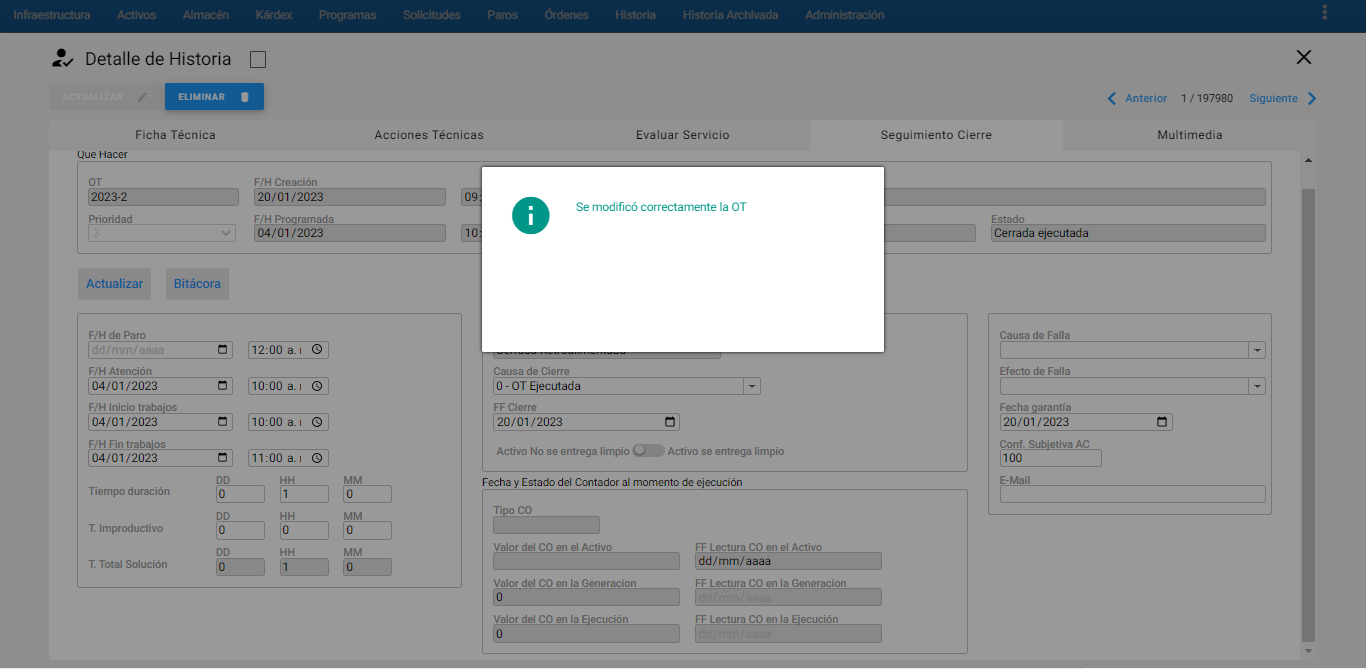 Infraestructura Activos Almacén Kárdex Programas Solicitudes Paros Órdenes Historia Historia Archivada Administración
Detalle de Historia
ACTUALIZAR ELIMINAR
Anterior 1 / 197980 Siguiente
Ficha Técnica Acciones Técnicas Evaluar Servicio Seguimiento Cierre Multimedia
Que Hacer
OT F/H Creación
2023-2 20/01/2023 09:
Prioridad F/H Programada Estado
3 04/01/2023 10: Cerrada ejecutada
Se modificó correctamente la OT
Actualizar Bitácora
F/H de Paro
dd/mm/aaaa 12:00 a.
F/H Atención
04/01/2023 10:00 a.
F/H Inicio trabajos
04/01/2023 10:00 a.
F/H Fin trabajos
04/01/2023 11:00 a.
DD HH MM
Tiempo duración 0 1 0
DD HH MM
T. Improductivo 0 0 0
DD HH MM
T. Total Solución 0 1 0
Cerrada Retroalimentada
Causa de Cierre
0 - OT Ejecutada
FF Cierre
20/01/2023
Activo No se entrega limpio Activo se entrega limpio
Fecha y Estado del Contador al momento de ejecución
Tipo CO
Valor del CO en el Activo FF Lectura CO en el Activo
dd/mm/aaaa
Valor del CO en la Generacion FF Lectura CO en la Generacion
0 dd/mm/aaaa
Valor del CO en la Ejecución FF Lectura CO en la Ejecución
0 dd/mm/aaaa
Causa de Falla
Efecto de Falla
Fecha garantía
20/01/2023
Conf. Subjetiva AC
100
E-Mail